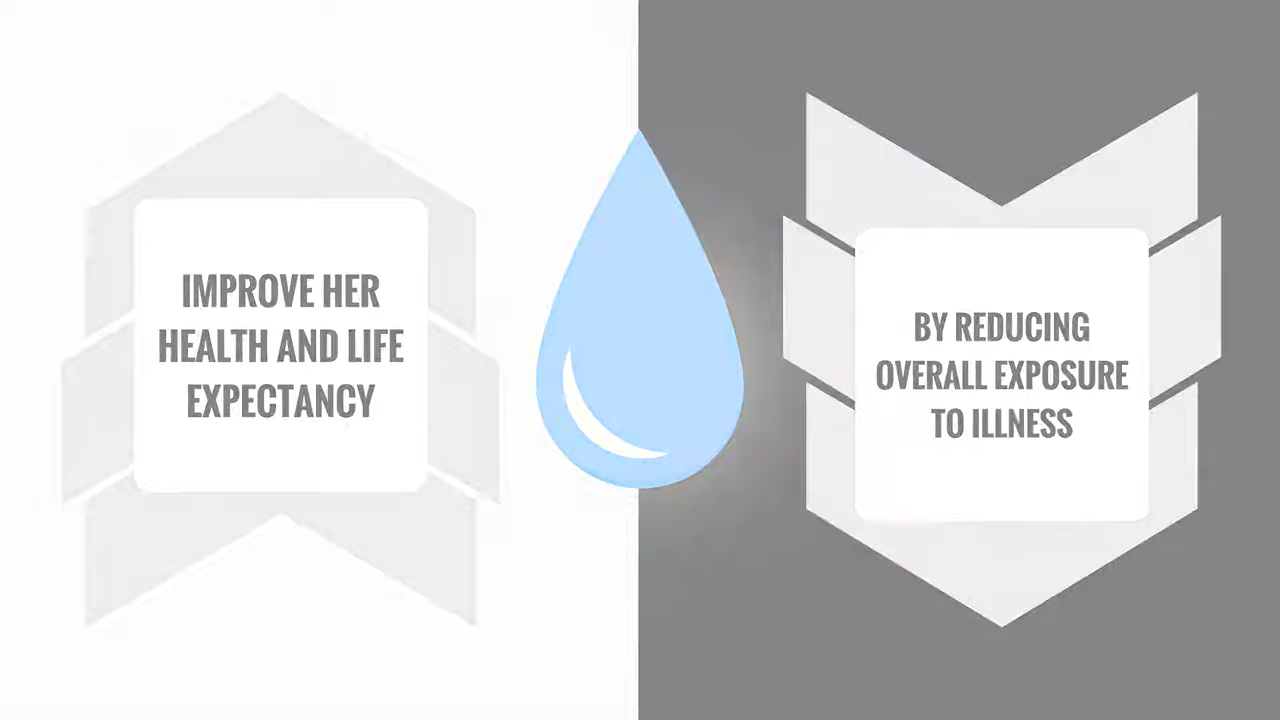 IMPROVE HER
HEALTH AND LIFE
EXPECTANCY
BY REDUCING
OVERALL EXPOSURE
TO ILLNESS